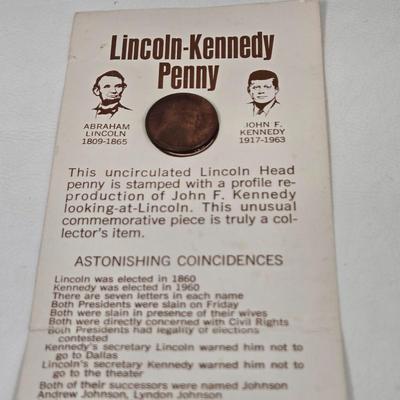 Lincoln-Kennedy
Penny
ABRAHAM
LINCOLN
1809-1865
JOHN F.
KENNEDY
1917-1963
This uncirculated Lincoln Head
penny is stamped with a profile re-
production of John F. Kennedy
looking-at-Lincoln. This unusual
commemorative piece is truly a col-
lector's item.
ASTONISHING COINCIDENCES
Lincoln was elected in 1860
Kennedy was elected in 1960
There are seven letters in each name
Both Presidents were slain on Friday
Both were slain in presence of their wives
Both were directly concerned with Civil Rights
Both Presidents had legality of elections
contested
Kennedy's secretary Lincoln warned him not to
go to Dallas
Lincoln's secretary Kennedy warned him not to
go to the theater
Both of their successors were named Johnson
Andrew Johnson, Lyndon Johnson